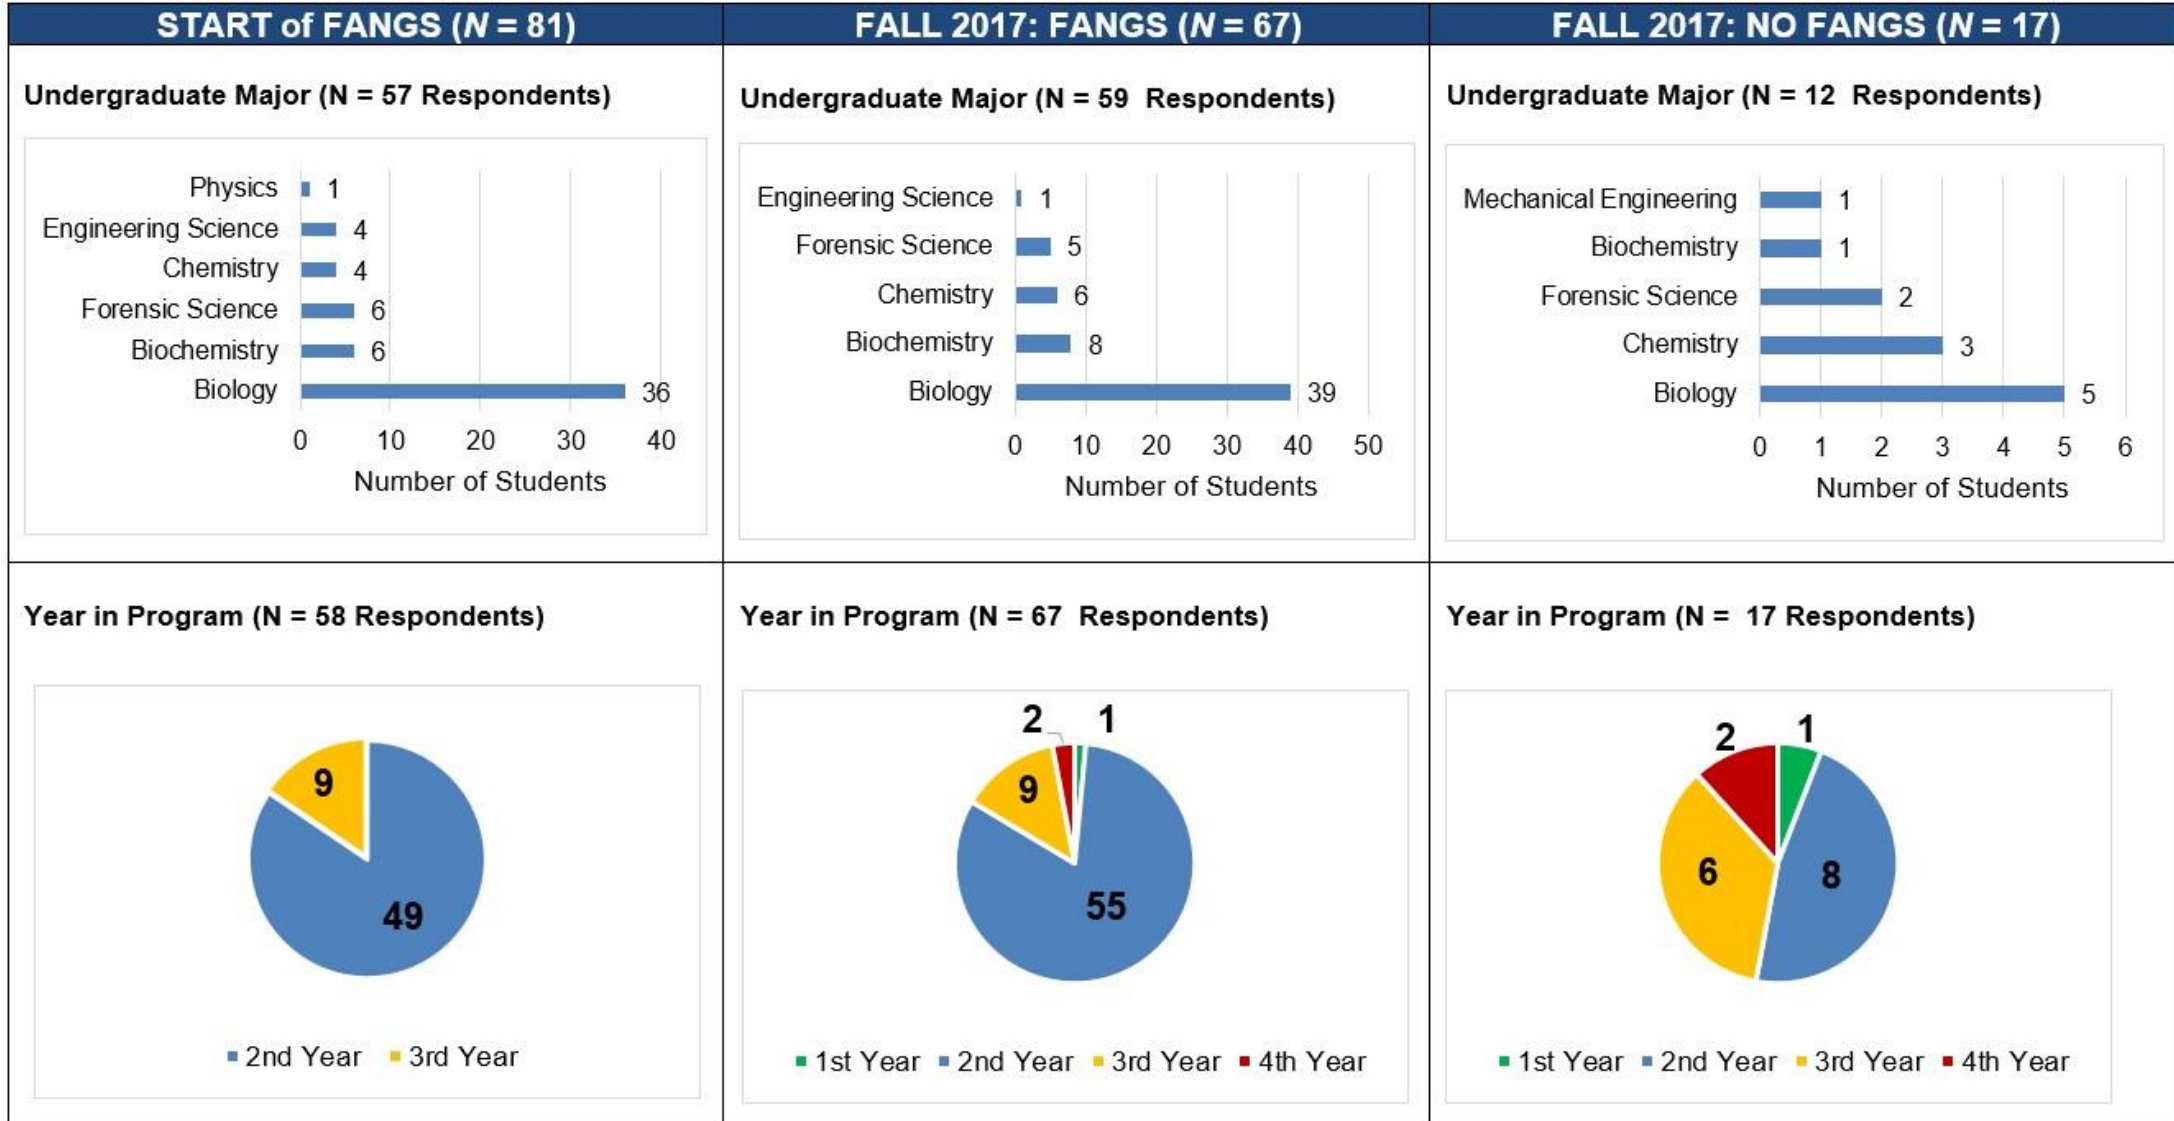 START of FANGS (N = 81)
Undergraduate Major (N = 57 Respondents)
Physics 1
Engineering Science 4
Chemistry 4
Forensic Science 6
Biochemistry 6
Biology 36
0 10 20 30 40
Number of Students
Year in Program (N = 58 Respondents)
9
49
2nd Year 3rd Year
FALL 2017: FANGS (N = 67)
Undergraduate Major (N = 59 Respondents)
Engineering Science 1
Forensic Science 5
Chemistry 6
Biochemistry 8
Biology 39
0 10 20 30 40 50
Number of Students
Year in Program (N = 67 Respondents)
2 1
9
55
1st Year 2nd Year 3rd Year 4th Year
FALL 2017: NO FANGS (N = 17)
Undergraduate Major (N = 12 Respondents)
Mechanical Engineering 1
Biochemistry 1
Forensic Science 2
Chemistry 3
Biology 5
0 1 2 3 4 5 6
Number of Students
Year in Program (N = 17 Respondents)
2 1
6 8
1st Year 2nd Year 3rd Year 4th Year